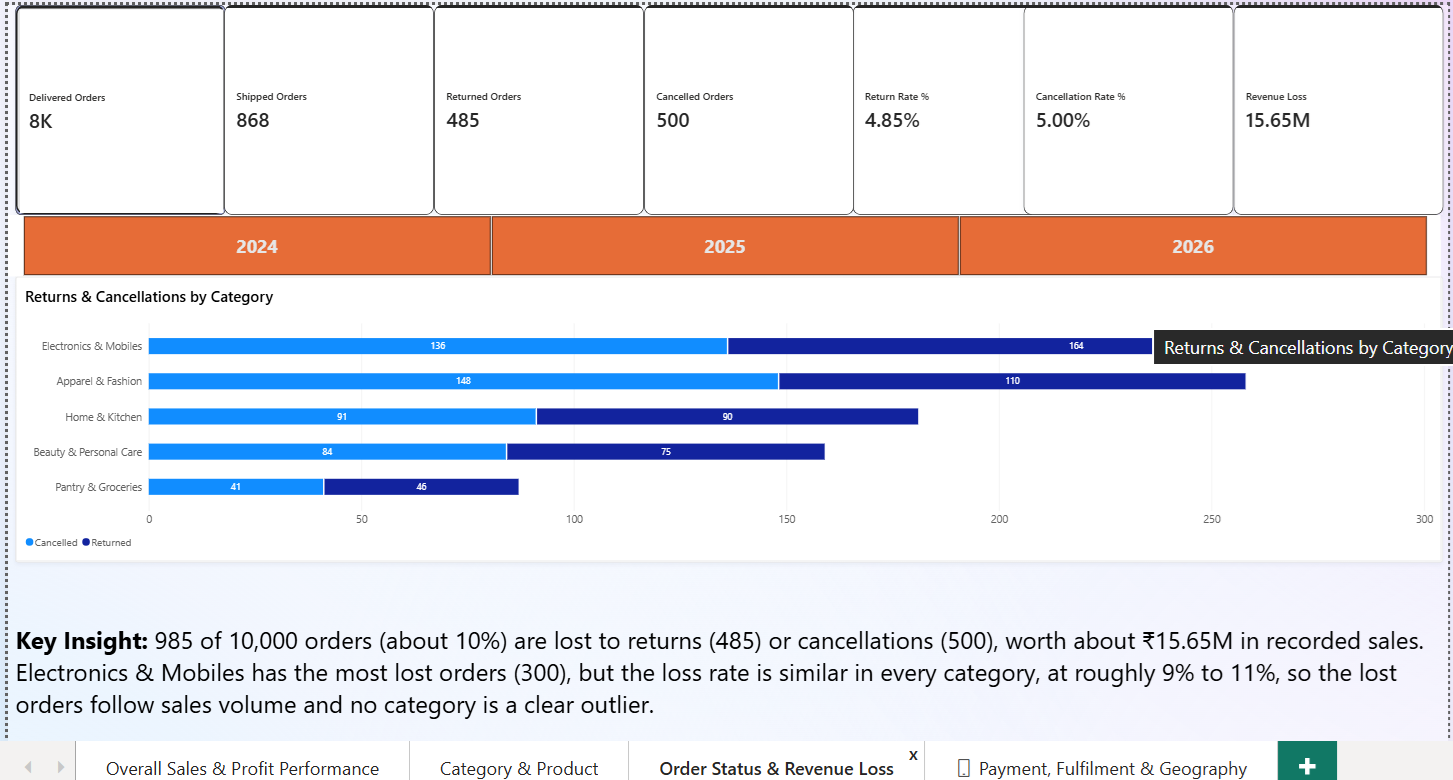 Delivered Orders
8K
Shipped Orders
868
Returned Orders
485
Cancelled Orders
500
Return Rate %
4.85%
Cancellation Rate %
5.00%
Revenue Loss
15.65M
2024
2025
2026
Returns & Cancellations by Category
Electronics & Mobiles
136
164
Returns & Cancellations by Category
Apparel & Fashion
148
110
Home & Kitchen
91
90
Beauty & Personal Care
84
75
Pantry & Groceries
41
46
0
50
100
150
200
250
300
Cancelled
Returned
Key Insight: 985 of 10,000 orders (about 10%) are lost to returns (485) or cancellations (500), worth about ₹15.65M in recorded sales.
Electronics & Mobiles has the most lost orders (300), but the loss rate is similar in every category, at roughly 9% to 11%, so the lost
orders follow sales volume and no category is a clear outlier.
Overall Sales & Profit Performance
Category & Product
Order Status & Revenue Loss
x
Payment, Fulfilment & Geography
+